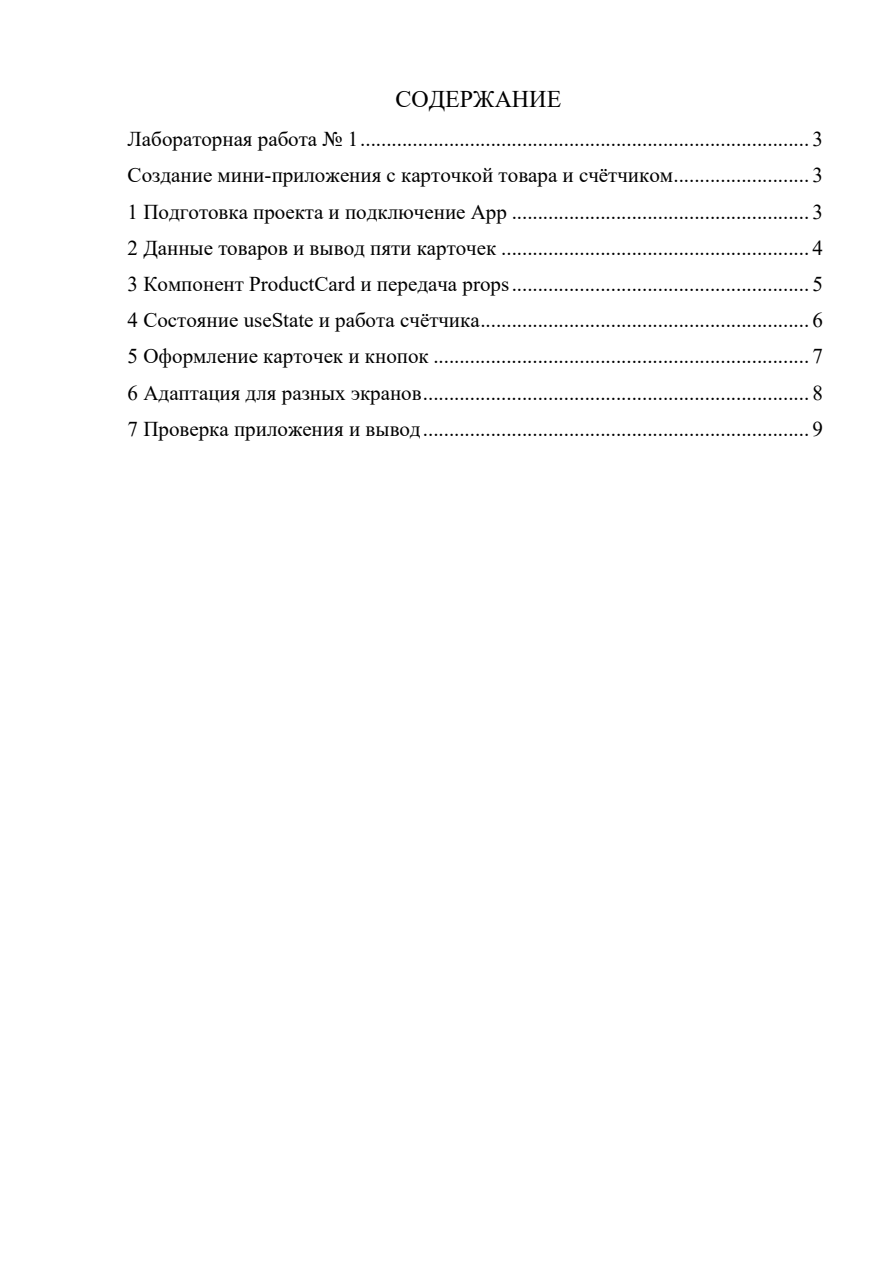 СОДЕРЖАНИЕ
Лабораторная работа № 1 3
Создание мини-приложения с карточкой товара и счётчиком 3
1 Подготовка проекта и подключение App 3
2 Данные товаров и вывод пяти карточек 4
3 Компонент ProductCard и передача props 5
4 Состояние useState и работа счётчика 6
5 Оформление карточек и кнопок 7
6 Адаптация для разных экранов 8
7 Проверка приложения и вывод 9